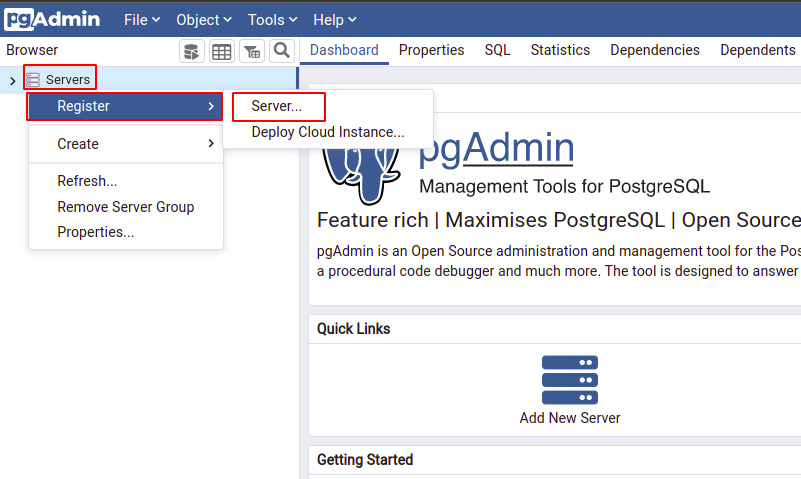 pgAdmin File Object Tools Help
Browser Dashboard Properties SQL Statistics Dependencies Dependents
Servers
Register
Server...
Deploy Cloud Instance...
Create
Refresh...
Remove Server Group
Properties...
pgAdmin
Management Tools for PostgreSQL
Feature rich | Maximises PostgreSQL | Open Source
pgAdmin is an Open Source administration and management tool for the Pos
a procedural code debugger and much more. The tool is designed to answer
Quick Links
Add New Server
Getting Started